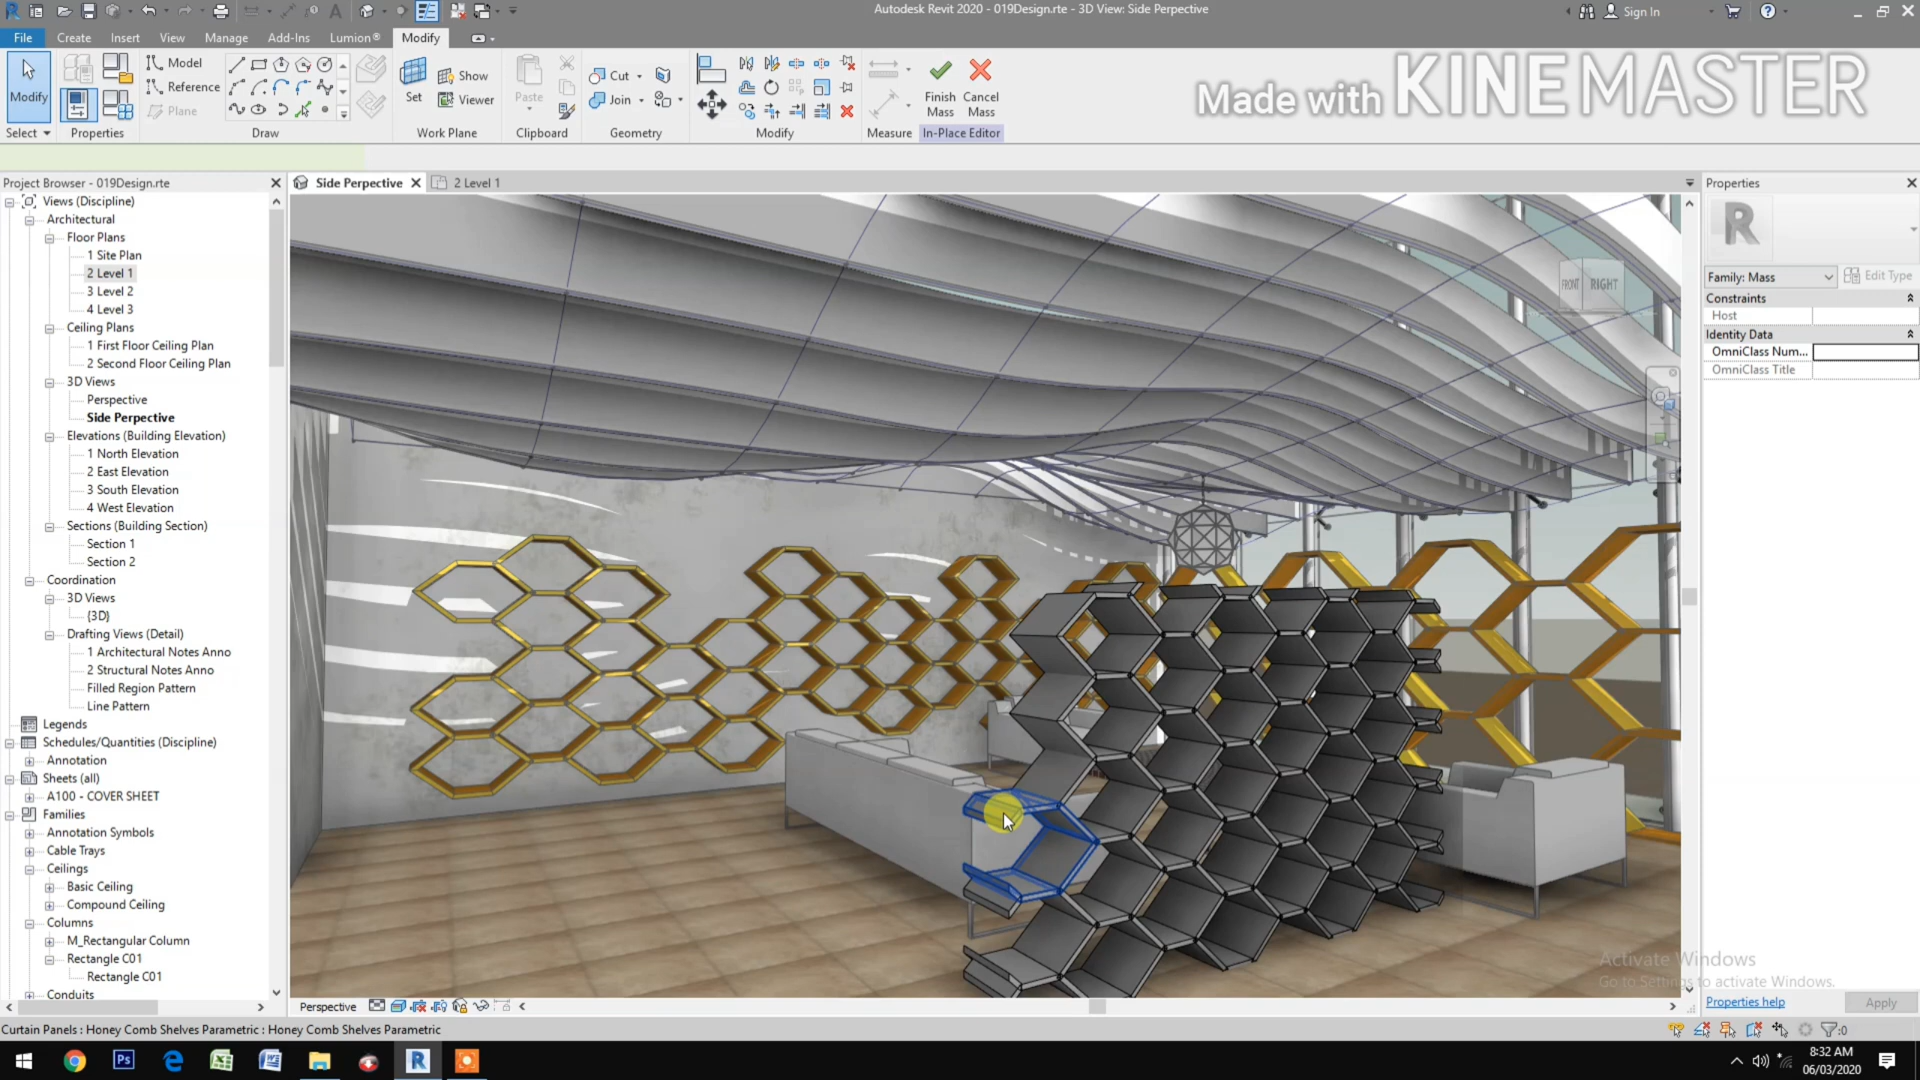 Autodesk Revit 2020 - 019Design.rte - 3D View: Side Perpective
Sign In
File Create Insert View Manage Add-Ins Lumion® Modify
Made with KINEMASTER
Modify
Model
Reference
Plane
Set
Show
Viewer
Paste
Cut
Join
Finish Mass
Cancel Mass
Select Properties Draw Work Plane Clipboard Geometry Modify Measure In-Place Editor
Project Browser - 019Design.rte
Side Perpective
2 Level 1
Properties
Views (Discipline)
Architectural
Floor Plans
1 Site Plan
2 Level 1
3 Level 2
4 Level 3
Ceiling Plans
1 First Floor Ceiling Plan
2 Second Floor Ceiling Plan
3D Views
Perspective
Side Perpective
Elevations (Building Elevation)
1 North Elevation
2 East Elevation
3 South Elevation
4 West Elevation
Sections (Building Section)
Section 1
Section 2
Coordination
3D Views
{3D}
Drafting Views (Detail)
1 Architectural Notes Anno
2 Structural Notes Anno
Filled Region Pattern
Line Pattern
Legends
Schedules/Quantities (Discipline)
Annotation
Sheets (all)
A100 - COVER SHEET
Families
Annotation Symbols
Cable Trays
Ceilings
Basic Ceiling
Compound Ceiling
Columns
M_Rectangular Column
Rectangle C01
Rectangle C01
Conduits
FRONT RIGHT
R
Family: Mass
Edit Type
Constraints
Host
Identity Data
OmniClass Num...
OmniClass Title
Activate Windows
Go to Settings to activate Windows.
Properties help
Apply
Perspective
Curtain Panels : Honey Comb Shelves Parametric : Honey Comb Shelves Parametric
:0
8:32 AM
06/03/2020